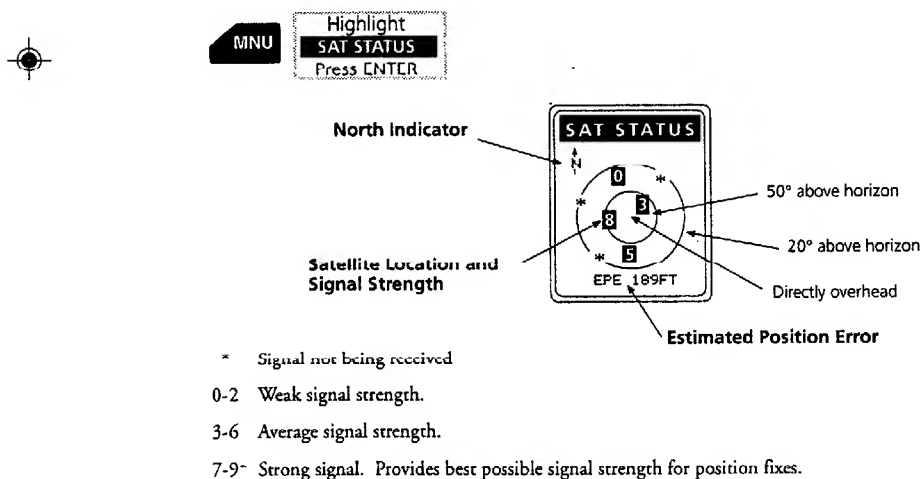 MNU
Highlight
SAT STATUS
Press ENTER
North Indicator
SAT STATUS
N
0
*
*
3
8
*
5
EPE 189FT
50° above horizon
20° above horizon
Directly overhead
Satellite Location and
Signal Strength
Estimated Position Error
* Signal not being received
0-2 Weak signal strength.
3-6 Average signal strength.
7-9 Strong signal. Provides best possible signal strength for position fixes.